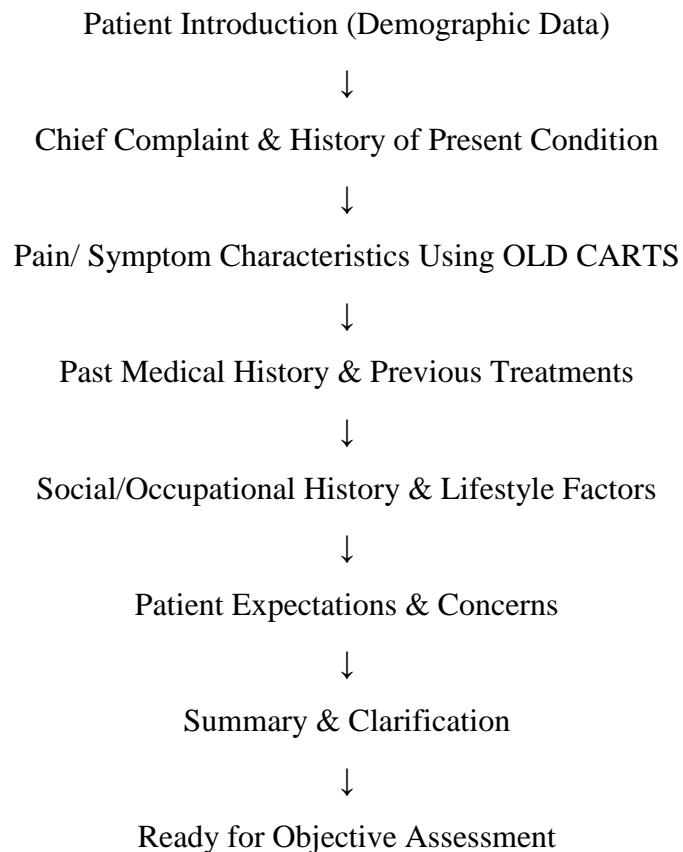 Patient Introduction (Demographic Data)
↓
Chief Complaint & History of Present Condition
↓
Pain/ Symptom Characteristics Using OLD CARTS
↓
Past Medical History & Previous Treatments
↓
Social/Occupational History & Lifestyle Factors
↓
Patient Expectations & Concerns
↓
Summary & Clarification
↓
Ready for Objective Assessment